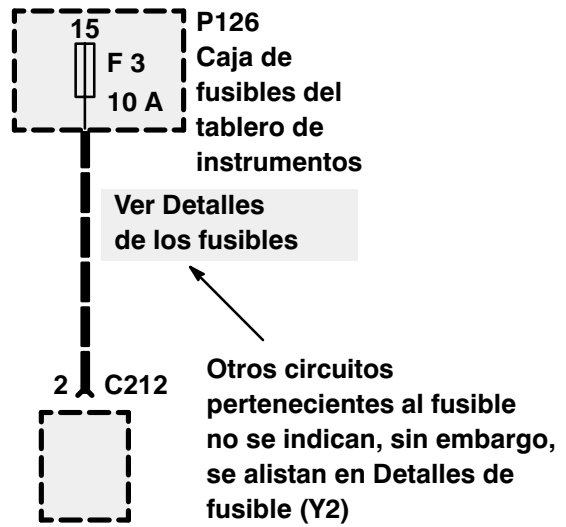 15
F 3
10 A
P126
Caja de
fusibles del
tablero de
instrumentos
Ver Detalles
de los fusibles
2
C212
Otros circuitos
pertenecientes al fusible
no se indican, sin embargo,
se alistan en Detalles de
fusible (Y2)